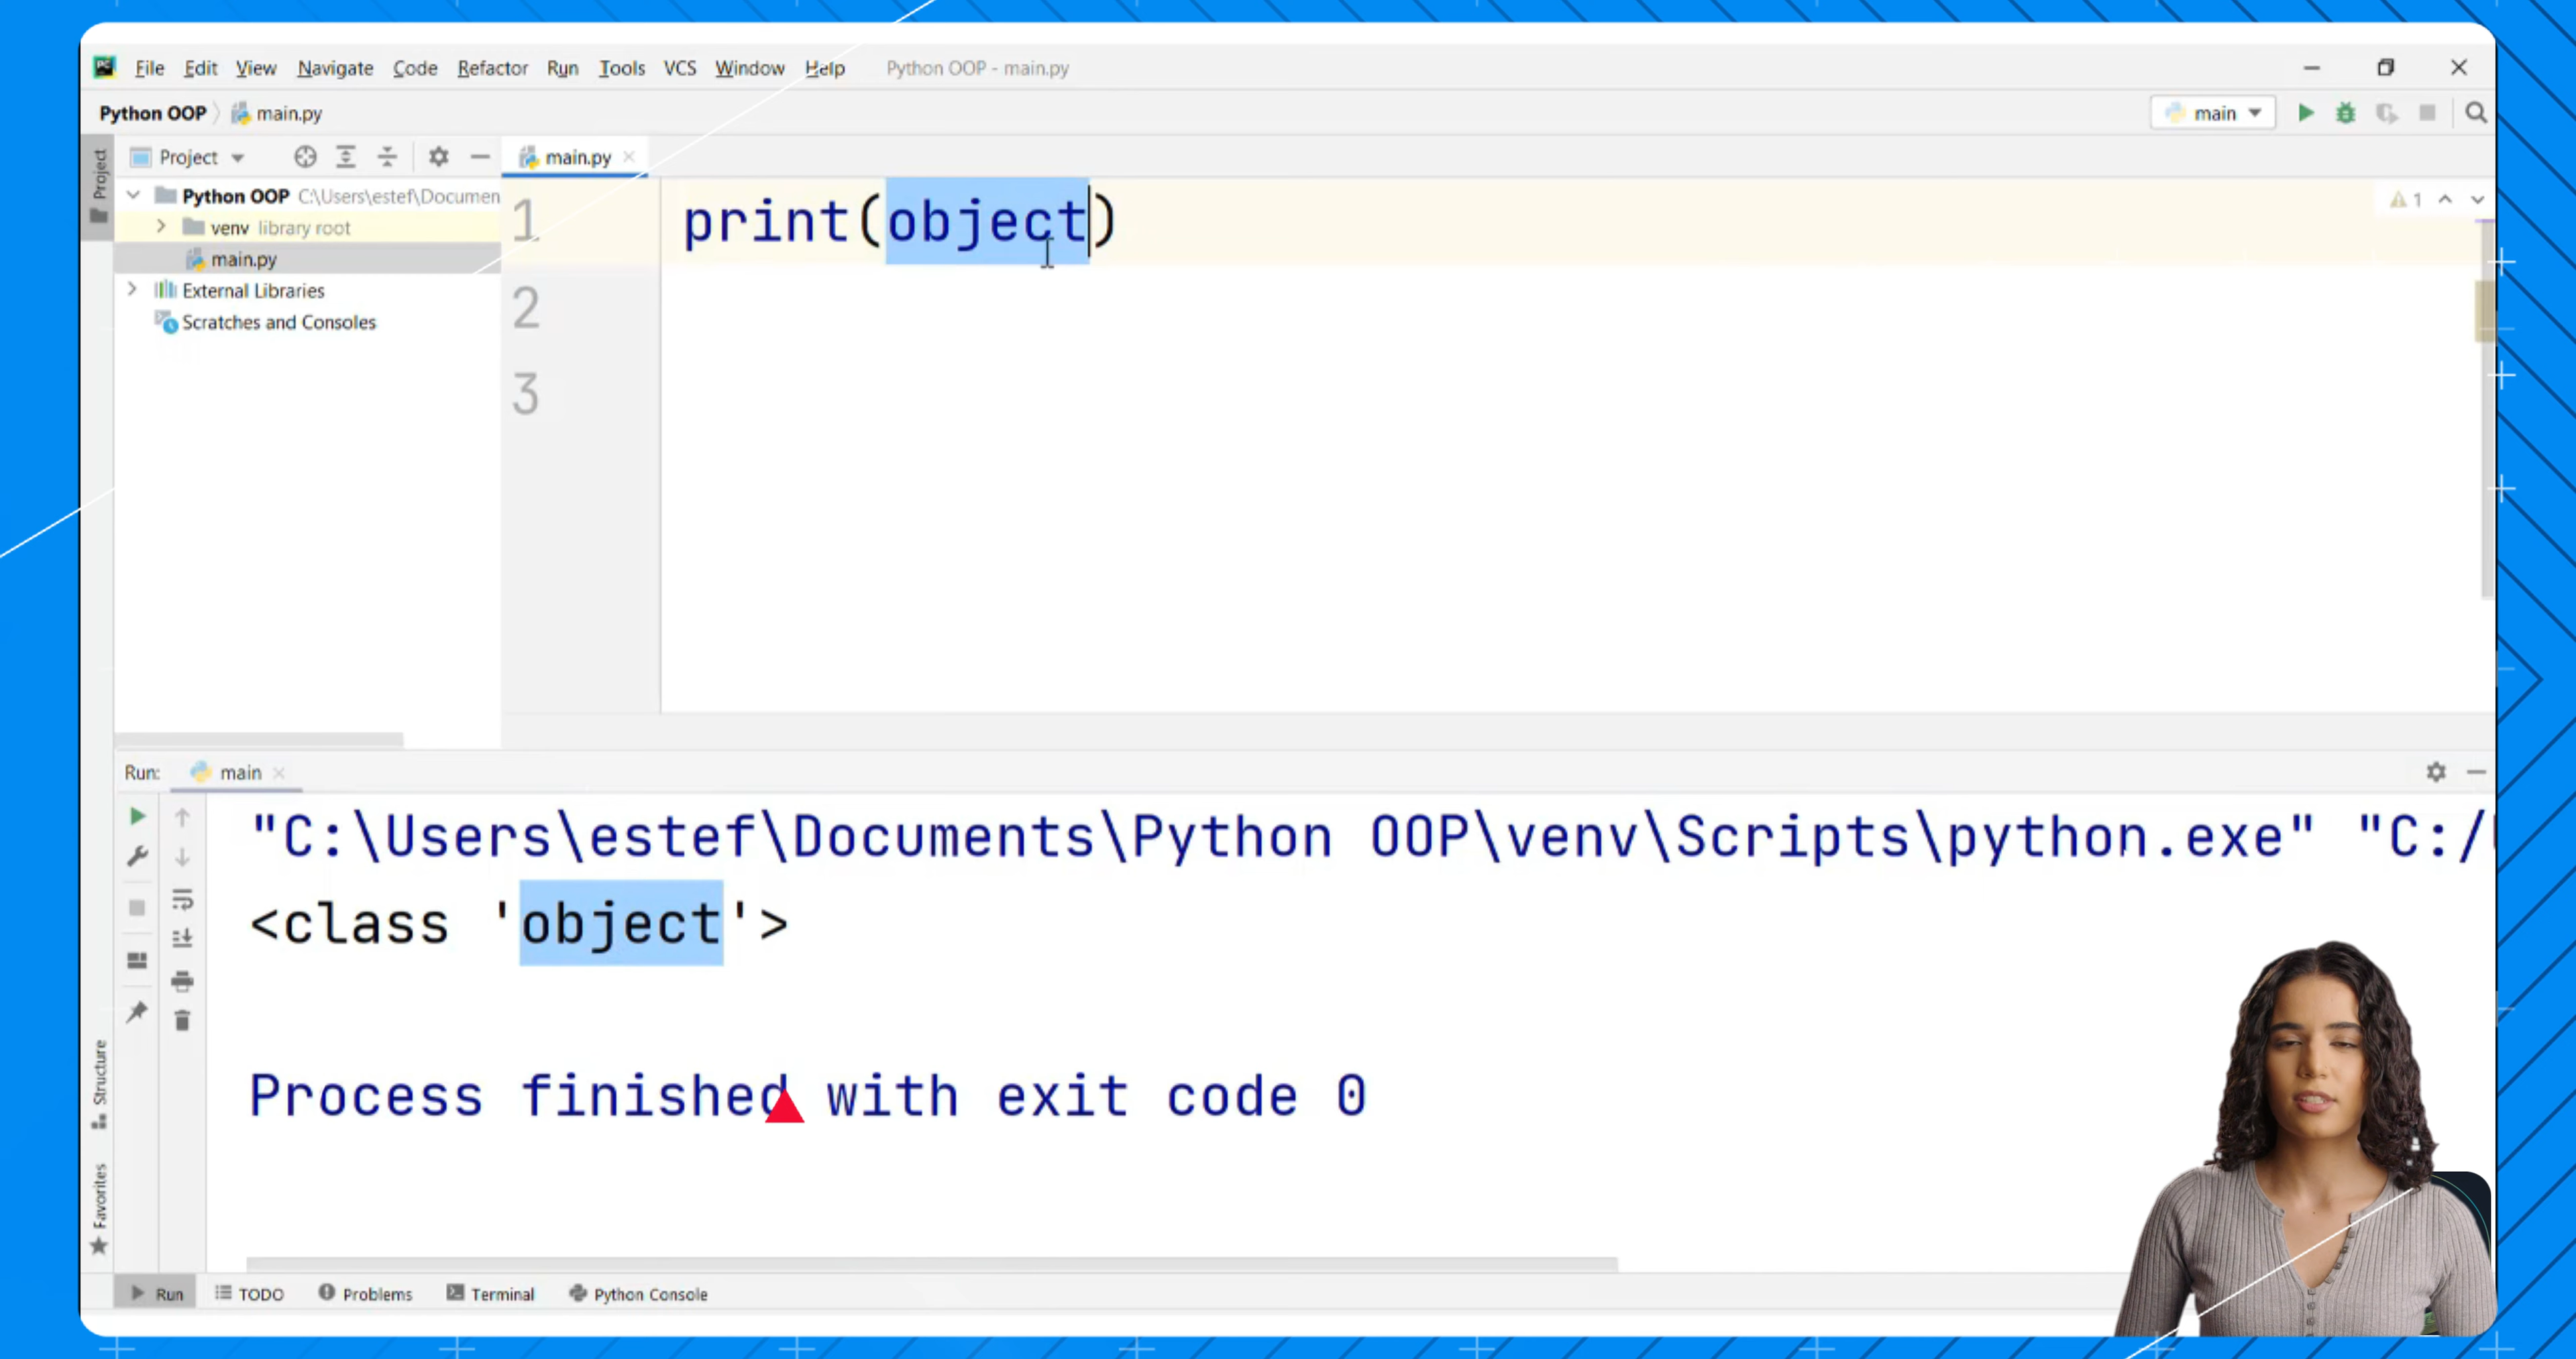 File Edit View Navigate Code Refactor Run Tools VCS Window Help Python OOP - main.py
Python OOP main.py main
Project
Project main.py
Python OOP C:\Users\estef\Documen
venv library root
main.py
External Libraries
Scratches and Consoles
1 print(object)
2
3
1
Run: main
"C:\Users\estef\Documents\Python OOP\venv\Scripts\python.exe" "C:/
<class 'object'>
Process finished with exit code 0
Structure
Favorites
Run TODO Problems Terminal Python Console